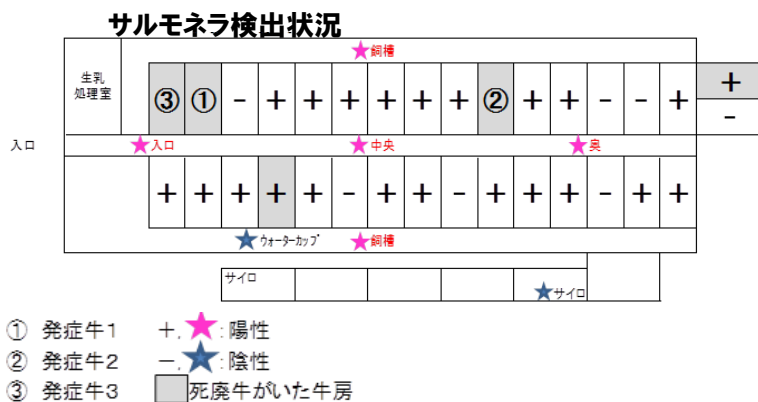 サルモネラ検出状況
★飼槽
生乳
処理室
③ ① - + + + + + + ② + + - - + +
-
入口
★入口 ★中央 ★奥
+ + + + + - + + - + + + - + +
★ウォーターカップ ★飼槽
サイロ
★サイロ
① 発症牛1 +,★:陽性
② 発症牛2 -,★:陰性
③ 発症牛3 死廃牛がいた牛房